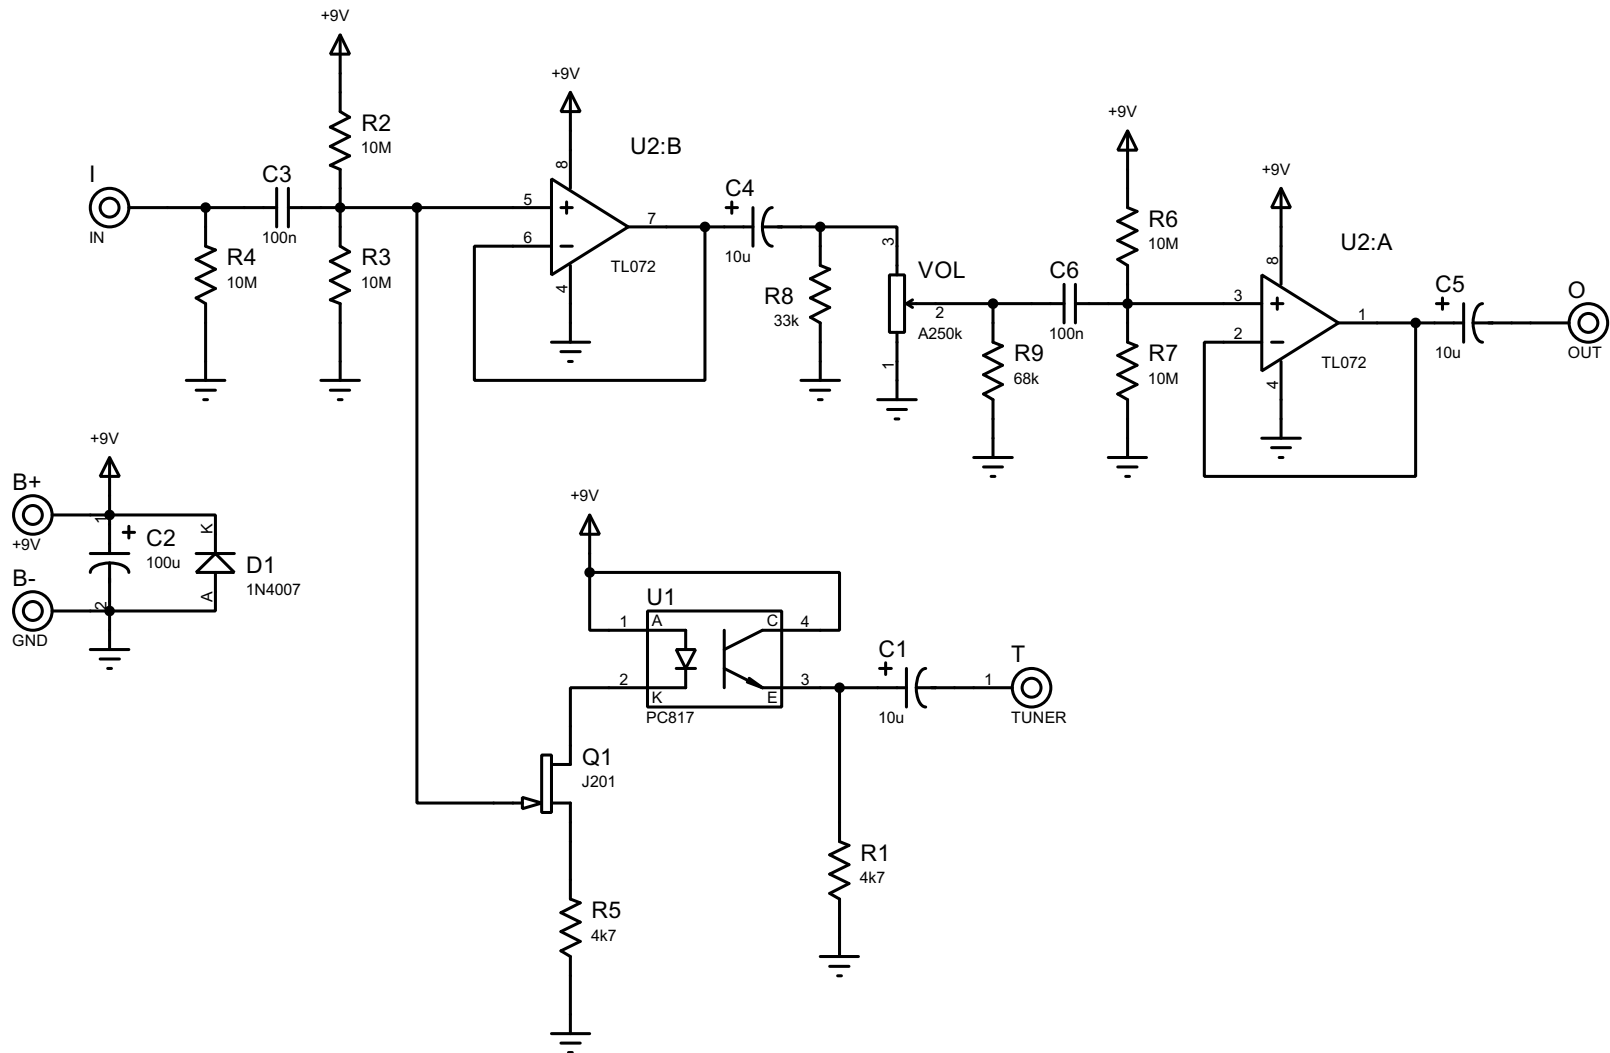 +9V
R2
10M
I
IN
C3
100n
R4
10M
R3
10M
+9V
8
U2:B
5
+
6
−
7
4
TL072
C4
+
10u
R8
33k
3
VOL
2
A250k
1
R9
68k
C6
100n
+9V
R6
10M
R7
10M
+9V
8
U2:A
3
+
2
−
1
4
TL072
C5
+
10u
O
OUT
+9V
B+
+9V
1
+
C2
100u
K
D1
1N4007
A
B-
GND
2
+9V
U1
1
A
C
4
2
K
E
3
PC817
C1
+
10u
1
T
TUNER
Q1
J201
R5
4k7
R1
4k7